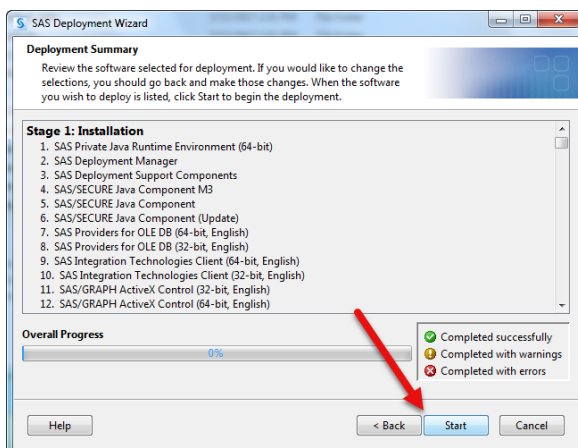 SAS Deployment Wizard
Deployment Summary
Review the software selected for deployment. If you would like to change the
selections, you should go back and make those changes. When the software
you wish to deploy is listed, click Start to begin the deployment.
Stage 1: Installation
1. SAS Private Java Runtime Environment (64-bit)
2. SAS Deployment Manager
3. SAS Deployment Support Components
4. SAS/SECURE Java Component M3
5. SAS/SECURE Java Component
6. SAS/SECURE Java Component (Update)
7. SAS Providers for OLE DB (64-bit, English)
8. SAS Providers for OLE DB (32-bit, English)
9. SAS Integration Technologies Client (64-bit, English)
10. SAS Integration Technologies Client (32-bit, English)
11. SAS/GRAPH ActiveX Control (32-bit, English)
12. SAS/GRAPH ActiveX Control (64-bit, English)
Overall Progress
0%
Completed successfully
Completed with warnings
Completed with errors
Help
< Back
Start
Cancel